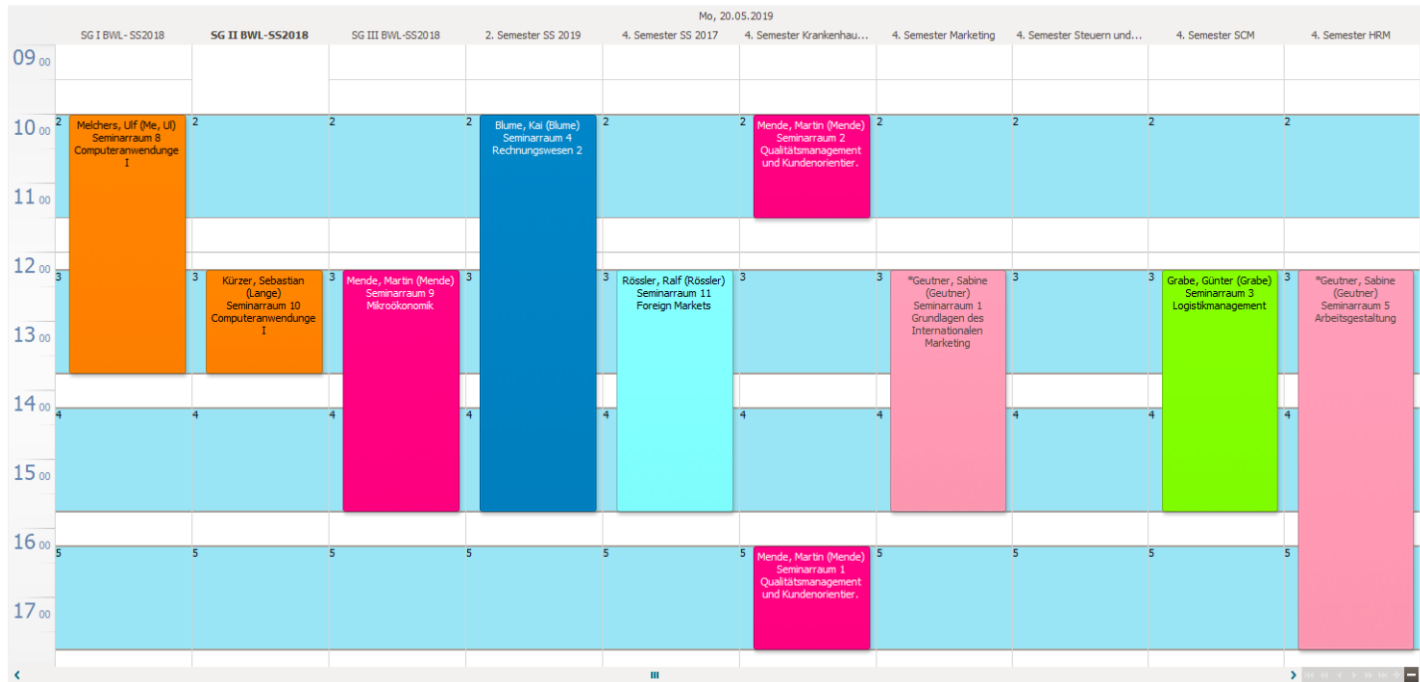 Mo, 20.05.2019
SG I BWL- SS2018
SG II BWL-SS2018
SG III BWL-SS2018
2. Semester SS 2019
4. Semester SS 2017
4. Semester Krankenhau...
4. Semester Marketing
4. Semester Steuern und...
4. Semester SCM
4. Semester HRM
09 00
10 00
2 2 2 2 2 2 2 2 2 2
Melchers, Ulf (Me, Ul)
Seminarraum 8
Computeranwendunge
I
Blume, Kai (Blume)
Seminarraum 4
Rechnungswesen 2
Mende, Martin (Mende)
Seminarraum 2
Qualitätsmanagement
und Kundenorientier.
11 00
12 00
3 3 3 3 3 3 3 3 3 3
Kürzer, Sebastian
(Lange)
Seminarraum 10
Computeranwendunge
I
Mende, Martin (Mende)
Seminarraum 9
Mikroökonomik
Rössler, Ralf (Rössler)
Seminarraum 11
Foreign Markets
*Geutner, Sabine
(Geutner)
Seminarraum 1
Grundlagen des
Internationalen
Marketing
Grabe, Günter (Grabe)
Seminarraum 3
Logistikmanagement
*Geutner, Sabine
(Geutner)
Seminarraum 5
Arbeitsgestaltung
13 00
14 00
4 4 4 4 4 4 4 4 4 4
15 00
16 00
5 5 5 5 5 5 5 5 5 5
Mende, Martin (Mende)
Seminarraum 1
Qualitätsmanagement
und Kundenorientier.
17 00